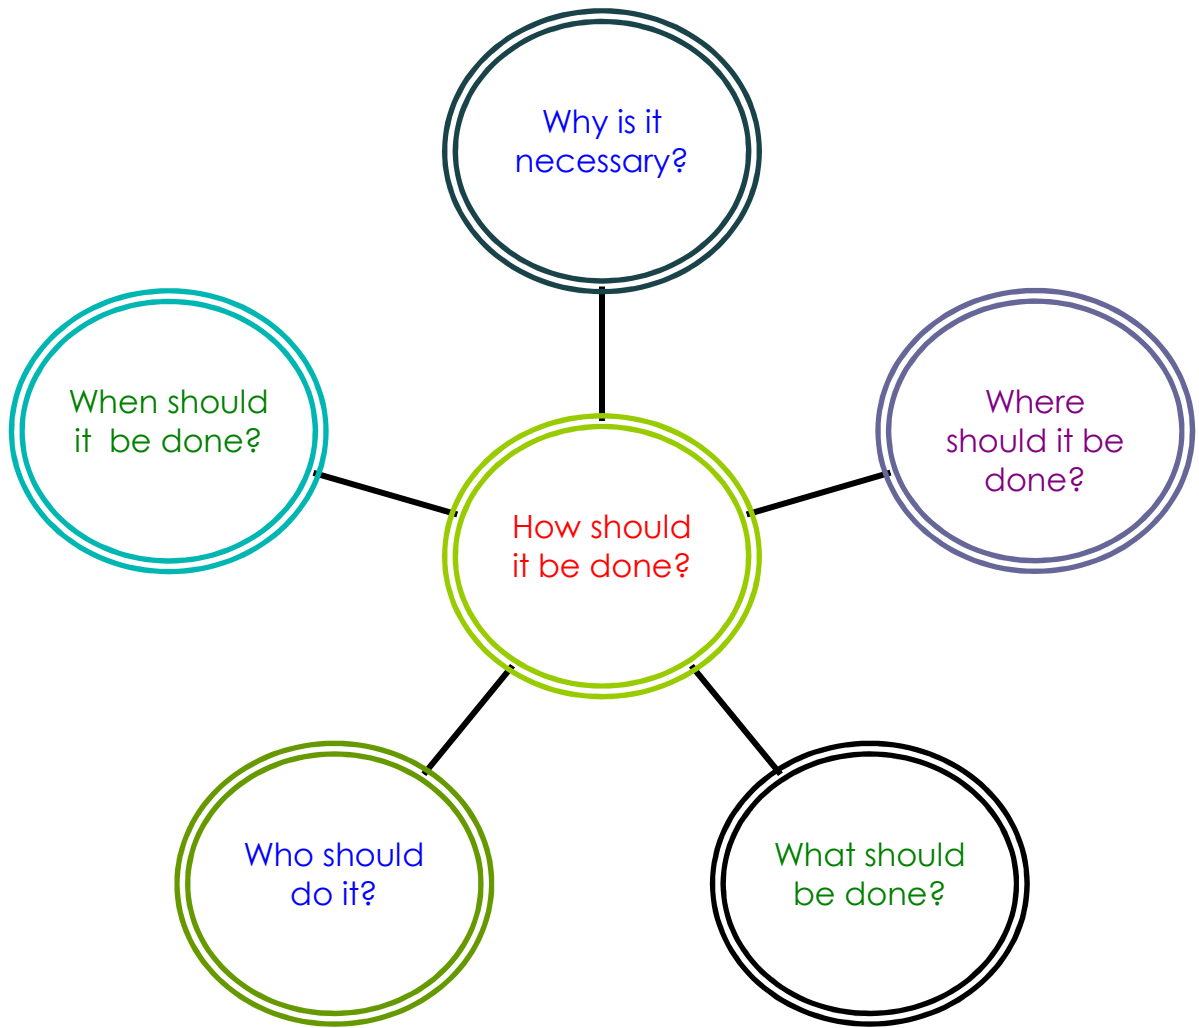 Why is it
necessary?
When should
it  be done?
Where
should it be
done?
How should
it be done?
Who should
do it?
What should
be done?